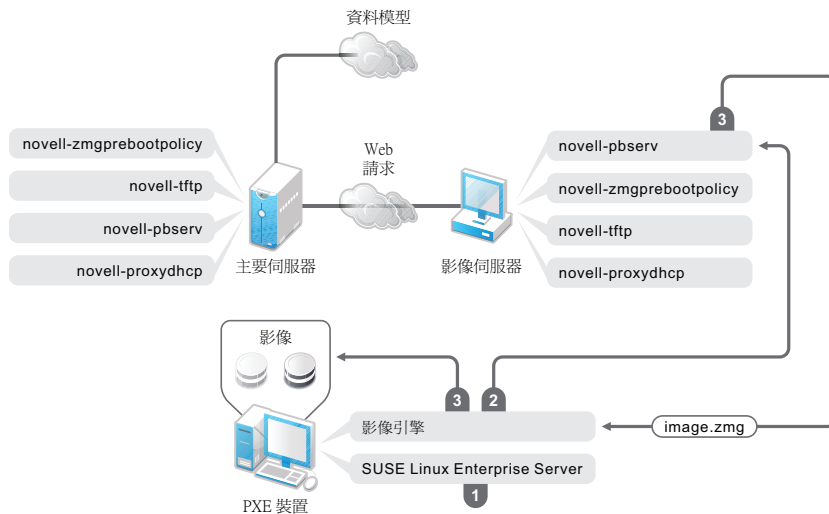 資料模型
3
novell-zmgprebootpolicy
novell-tftp
novell-pbserv
novell-proxydhcp
主要伺服器
Web
請求
影像伺服器
novell-pbserv
novell-zmgprebootpolicy
novell-tftp
novell-proxydhcp
影像
3
2
影像引擎
image.zmg
SUSE Linux Enterprise Server
1
PXE 裝置